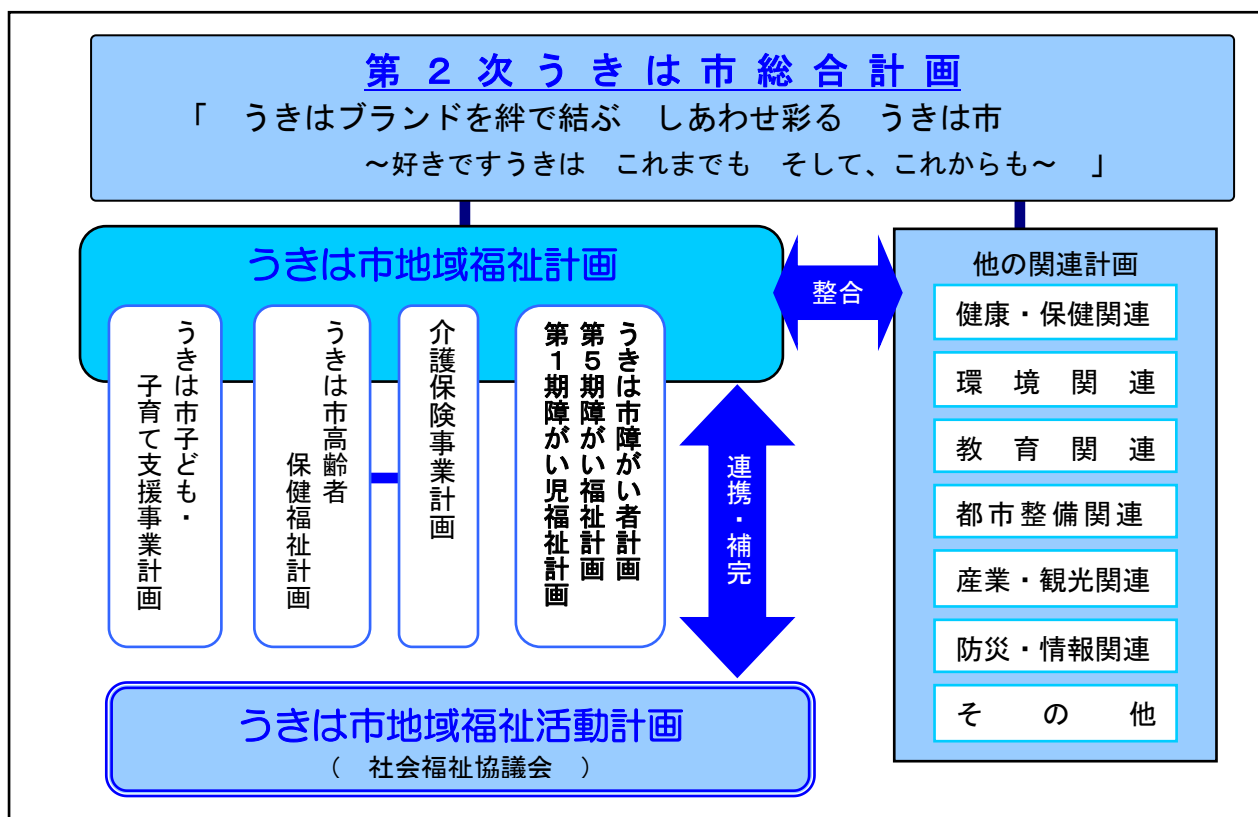 第２次うきは市総合計画
「　うきはブランドを絆で結ぶ　しあわせ彩る　うきは市
～好きですうきは　これまでも　そして、これからも～　」
うきは市地域福祉計画
うきは市子ども・
子育て支援事業計画
うきは市高齢者
保健福祉計画
介護保険事業計画
うきは市障がい者計画
第５期障がい福祉計画
第１期障がい児福祉計画
整合
連携・補完
他の関連計画
健康・保健関連
環境関連
教育関連
都市整備関連
産業・観光関連
防災・情報関連
その他
うきは市地域福祉活動計画
（　社会福祉協議会　）